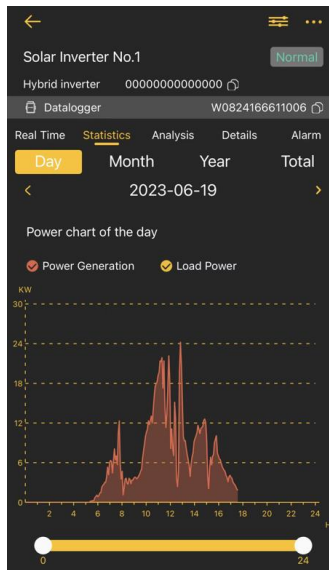 Solar Inverter No.1 Normal
Hybrid inverter 00000000000000
Datalogger W0824166611006
Real Time Statistics Analysis Details Alarm
Day Month Year Total
2023-06-19
Power chart of the day
Power Generation Load Power
KW
30
24
18
12
6
0
2 4 6 8 10 12 14 16 18 20 22 24
H
0 24